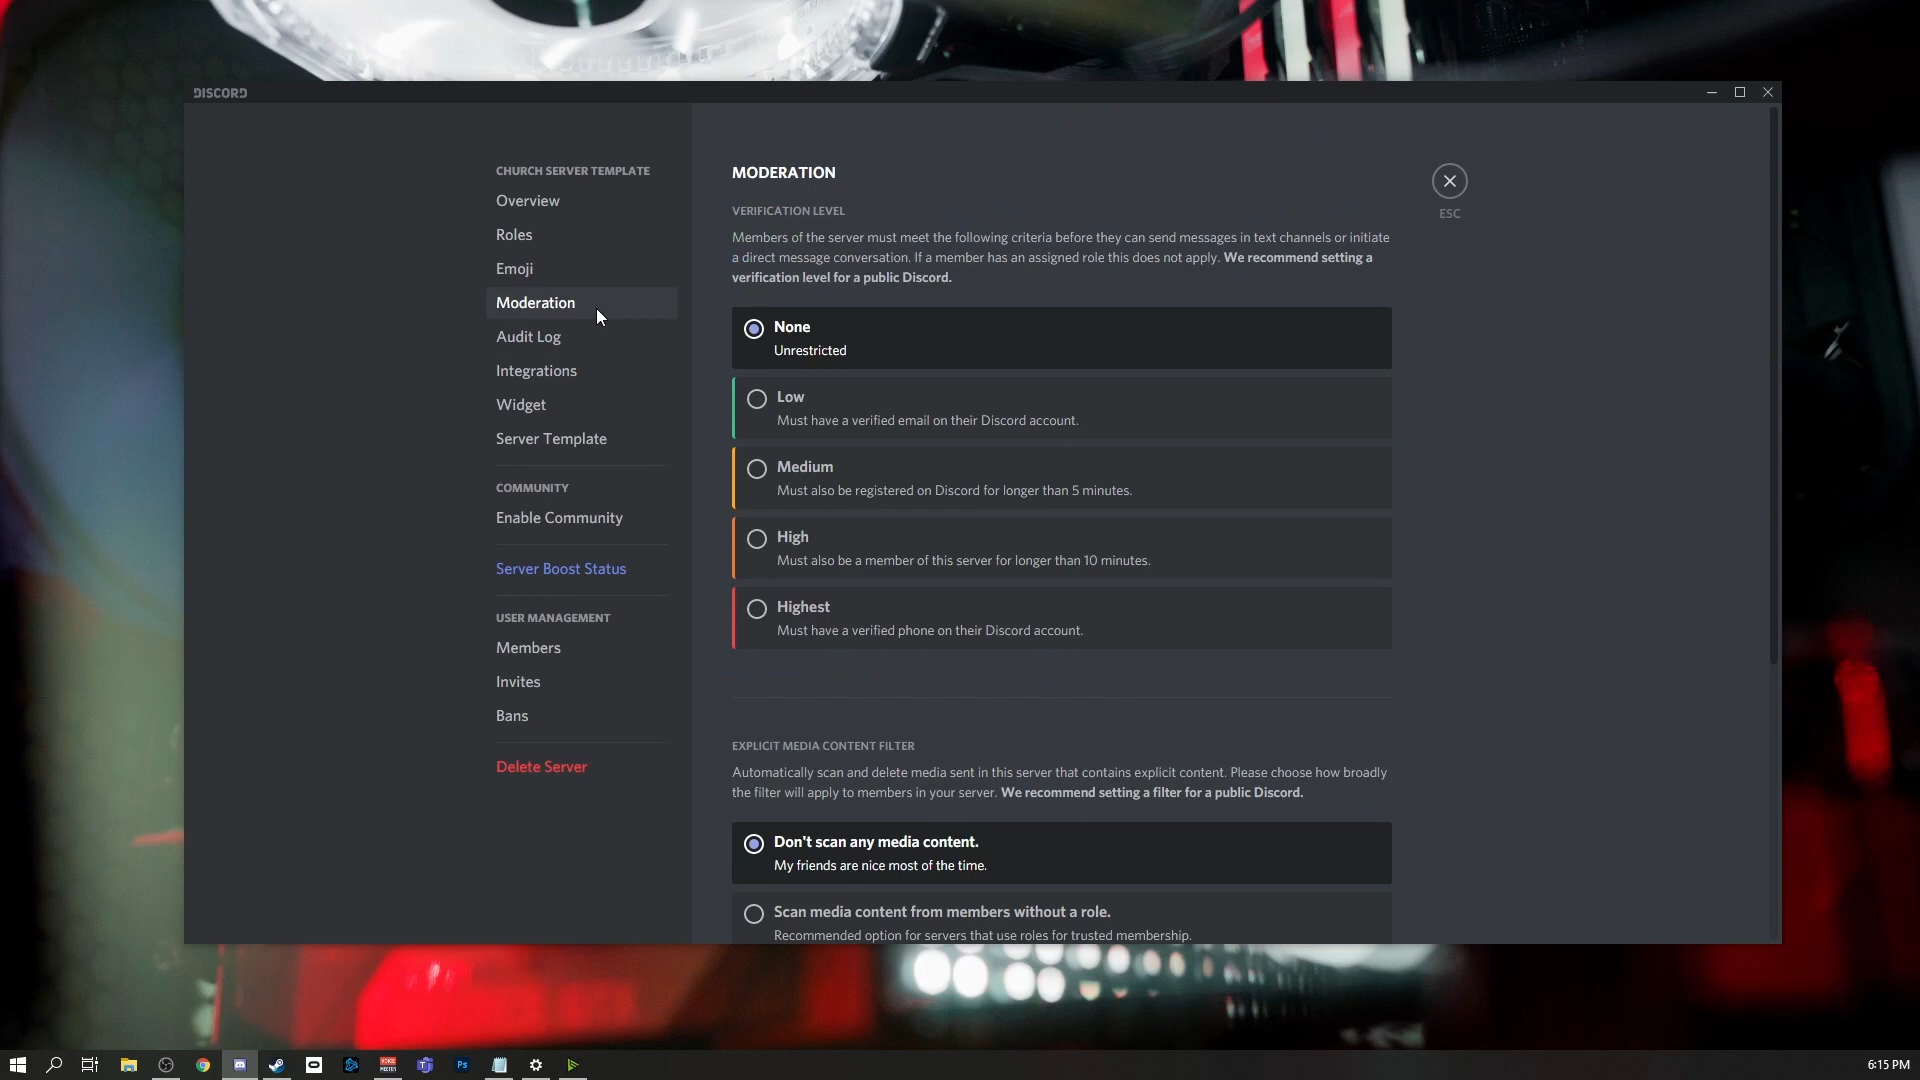 DISCORD
CHURCH SERVER TEMPLATE
Overview
Roles
Emoji
Moderation
Audit Log
Integrations
Widget
Server Template
COMMUNITY
Enable Community
Server Boost Status
USER MANAGEMENT
Members
Invites
Bans
Delete Server
MODERATION
VERIFICATION LEVEL
Members of the server must meet the following criteria before they can send messages in text channels or initiate
a direct message conversation. If a member has an assigned role this does not apply. We recommend setting a
verification level for a public Discord.
None
Unrestricted
Low
Must have a verified email on their Discord account.
Medium
Must also be registered on Discord for longer than 5 minutes.
High
Must also be a member of this server for longer than 10 minutes.
Highest
Must have a verified phone on their Discord account.
EXPLICIT MEDIA CONTENT FILTER
Automatically scan and delete media sent in this server that contains explicit content. Please choose how broadly
the filter will apply to members in your server. We recommend setting a filter for a public Discord.
Don't scan any media content.
My friends are nice most of the time.
Scan media content from members without a role.
Recommended option for servers that use roles for trusted membership.
ESC
VOICE
MEETER
Ps
6:15 PM